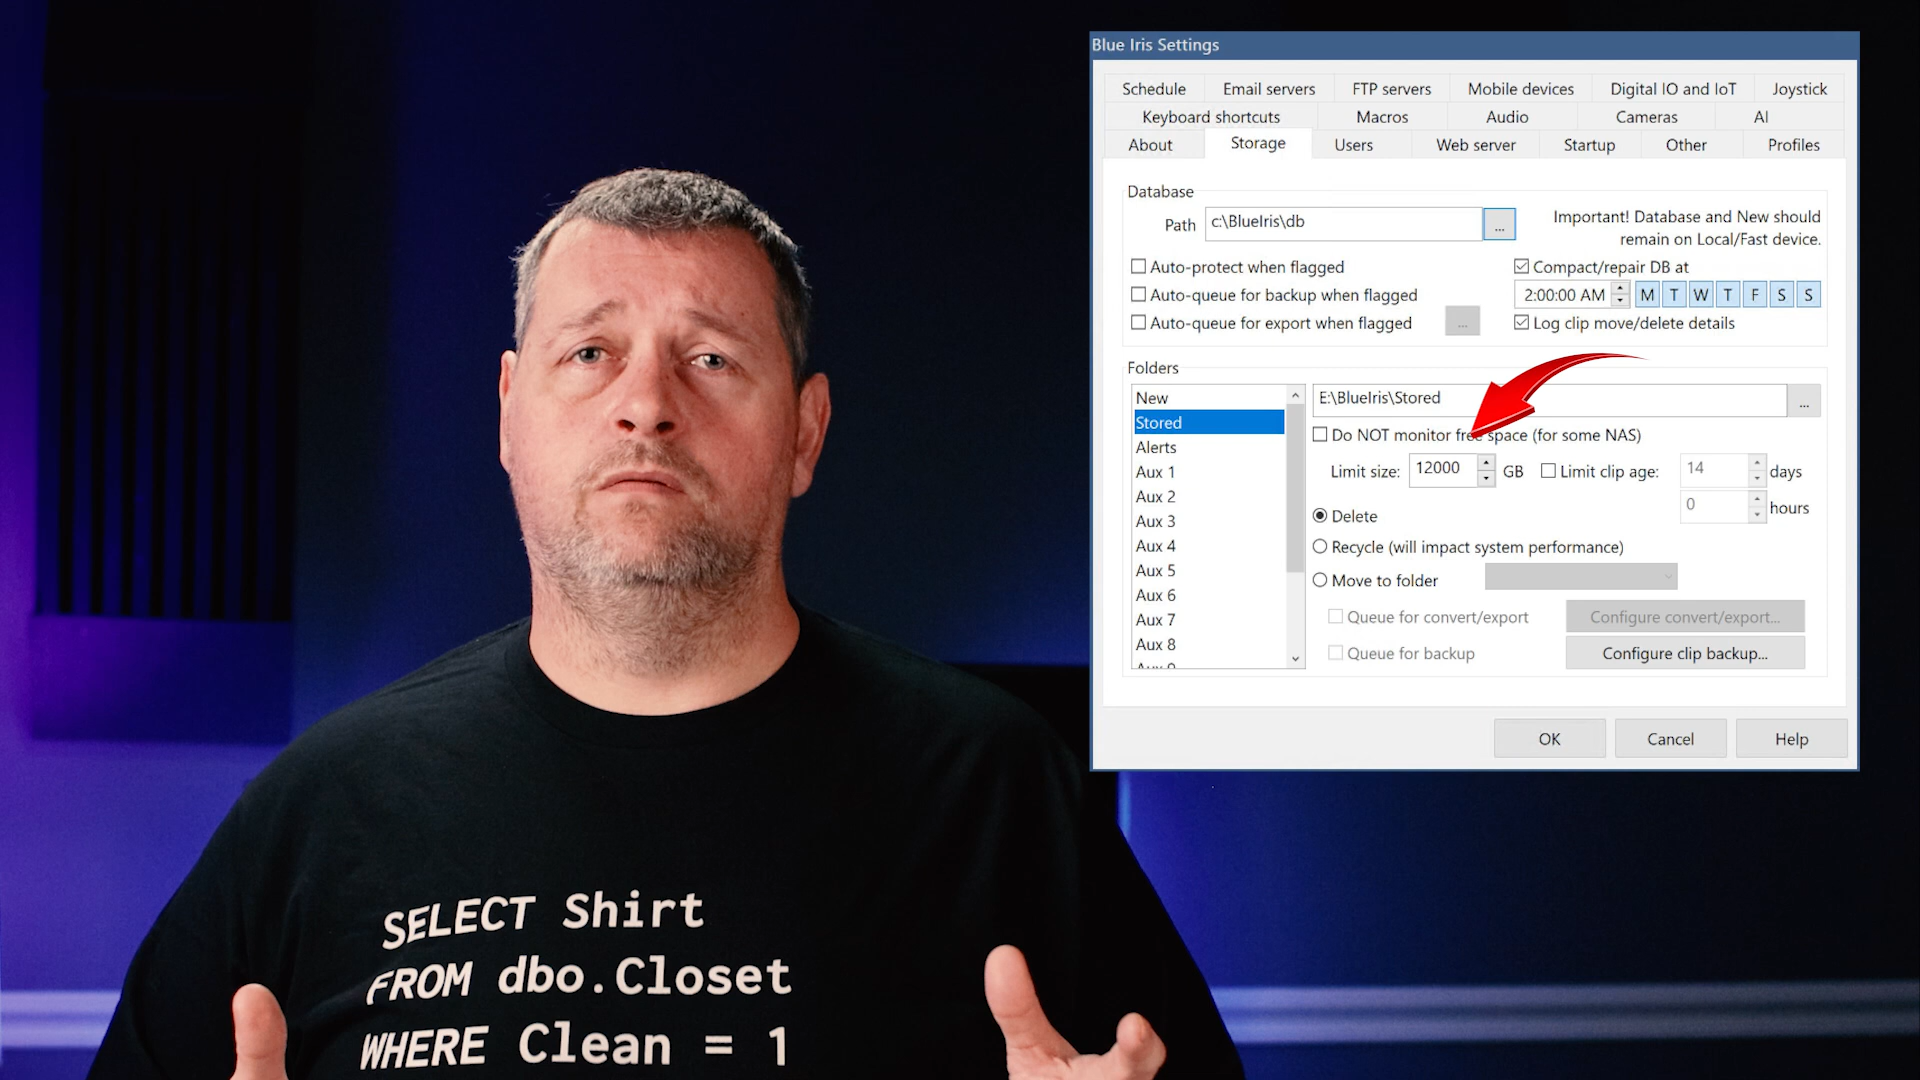 Blue Iris Settings
Schedule Email servers FTP servers Mobile devices Digital IO and IoT Joystick
Keyboard shortcuts Macros Audio Cameras AI
About Storage Users Web server Startup Other Profiles
Database
Path c:\BlueIris\db ... Important! Database and New should
remain on Local/Fast device.
Auto-protect when flagged Compact/repair DB at
Auto-queue for backup when flagged 2:00:00 AM M T W T F S S
Auto-queue for export when flagged ... Log clip move/delete details
Folders
New E:\BlueIris\Stored ...
Stored Do NOT monitor free space (for some NAS)
Alerts
Aux 1 Limit size: 12000 GB Limit clip age: 14 days
Aux 2 0 hours
Aux 3 Delete
Aux 4 Recycle (will impact system performance)
Aux 5 Move to folder
Aux 6
Aux 7 Queue for convert/export Configure convert/export...
Aux 8 Queue for backup Configure clip backup...
OK Cancel Help
SELECT Shirt
FROM dbo.Closet
WHERE Clean = 1